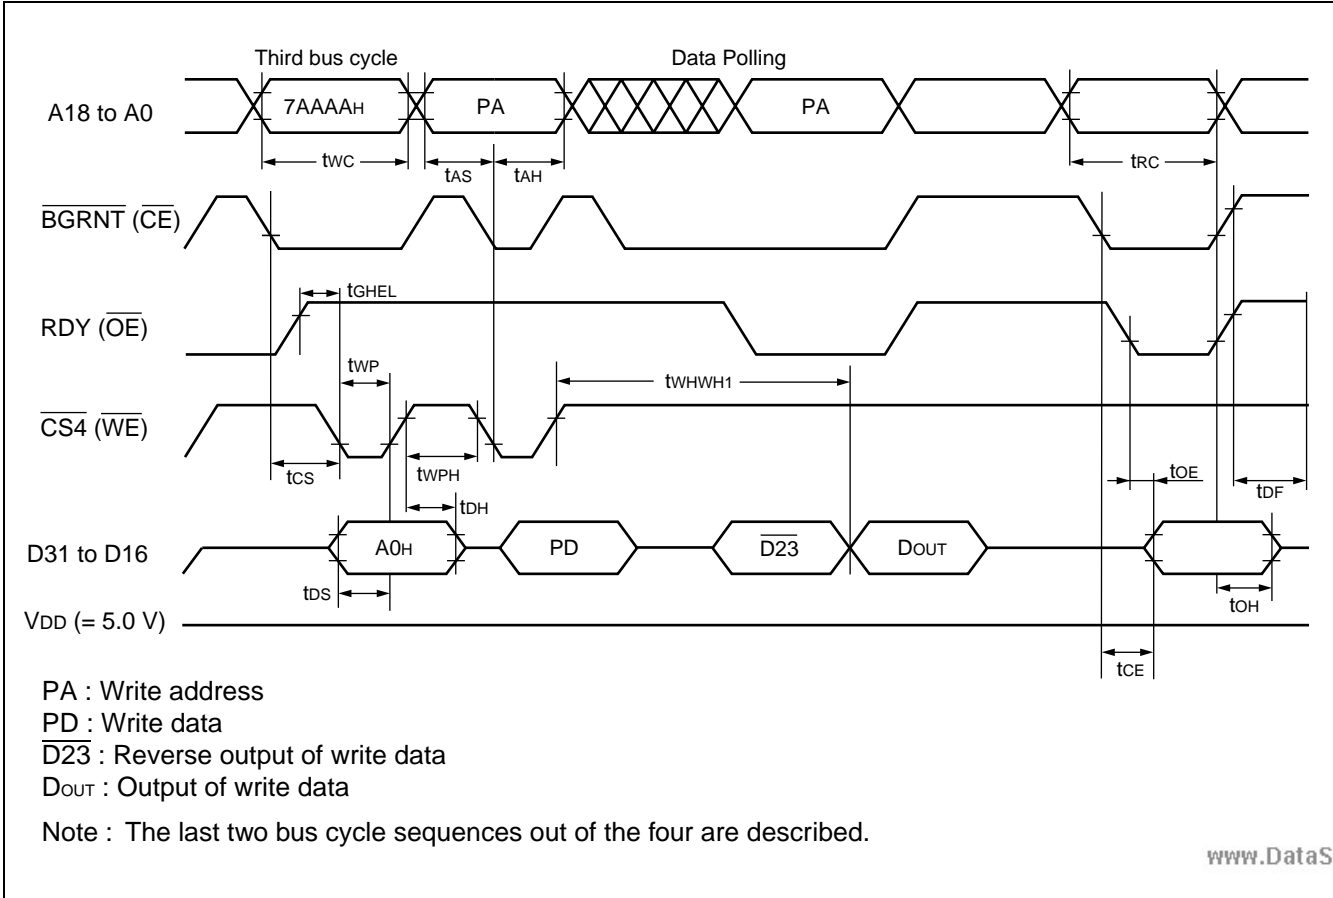 Third bus cycle
Data Polling
A18 to A0
7AAAAH
PA
PA
tWC
tAS
tAH
tRC
BGRNT (CE)
tGHEL
RDY (OE)
tWP
tWHWH1
CS4 (WE)
tCS
tWPH
tOE
tDF
tDH
D31 to D16
A0H
PD
D23
DOUT
tDS
tOH
VDD (= 5.0 V)
tCE
PA : Write address
PD : Write data
D23 : Reverse output of write data
DOUT : Output of write data
Note : The last two bus cycle sequences out of the four are described.
www.DataS